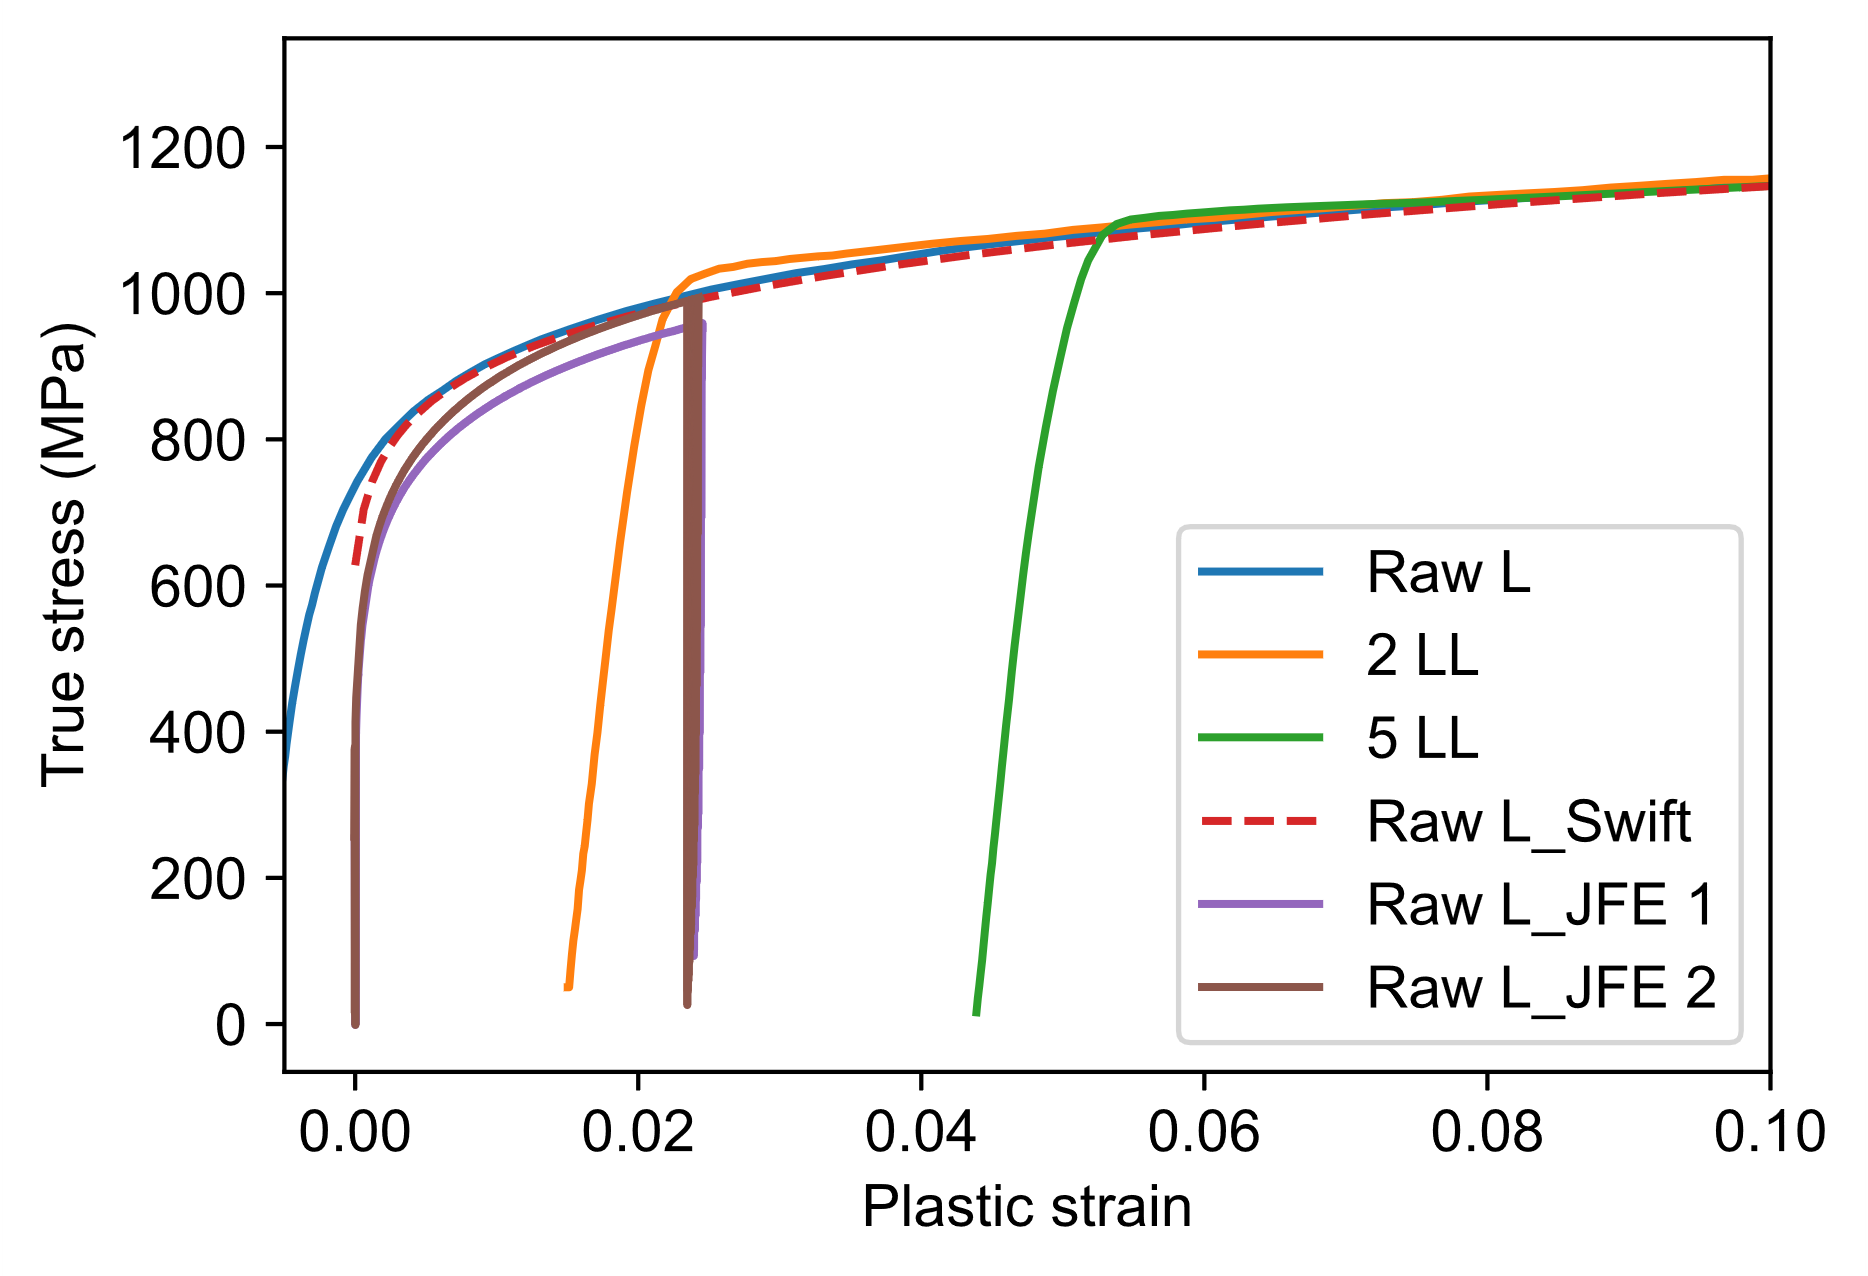 True stress (MPa)
1200
1000
800
600
400
200
0
0.00 0.02 0.04 0.06 0.08 0.10
Plastic strain
Raw L
2 LL
5 LL
Raw L_Swift
Raw L_JFE 1
Raw L_JFE 2